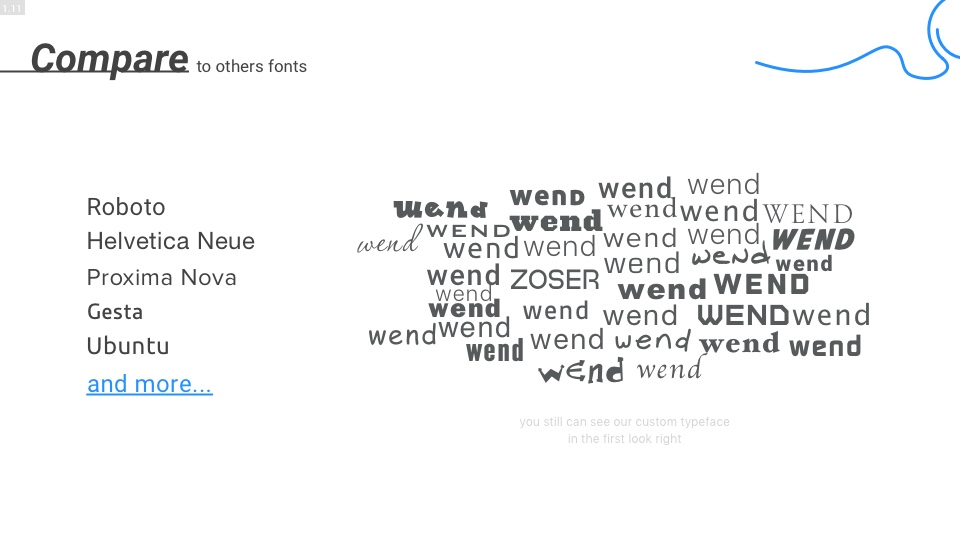 1.11
Compare to others fonts
Roboto
Helvetica Neue
Proxima Nova
Gesta
Ubuntu
and more...
wend wend wend
wend wend wend wend WEND
wend WEND wend wend wend wend WEND
wend wend wend wend
wend ZOSER wend WEND
wend wend wend wend WEND wend
wend wend wend wend wend wend wend
wend wend wend
you still can see our custom typeface
in the first look right